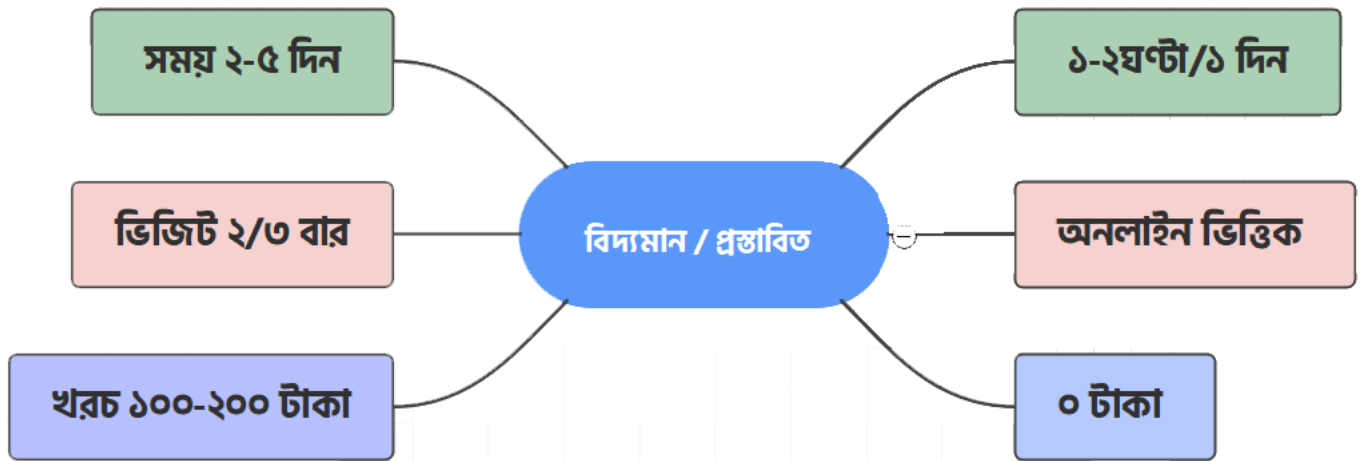 সময় ২-৫ দিন
ভিজিট ২/৩ বার
খরচ ১০০-২০০ টাকা
বিদ্যমান / প্রস্তাবিত
১-২ঘণ্টা/১ দিন
অনলাইন ভিত্তিক
০ টাকা